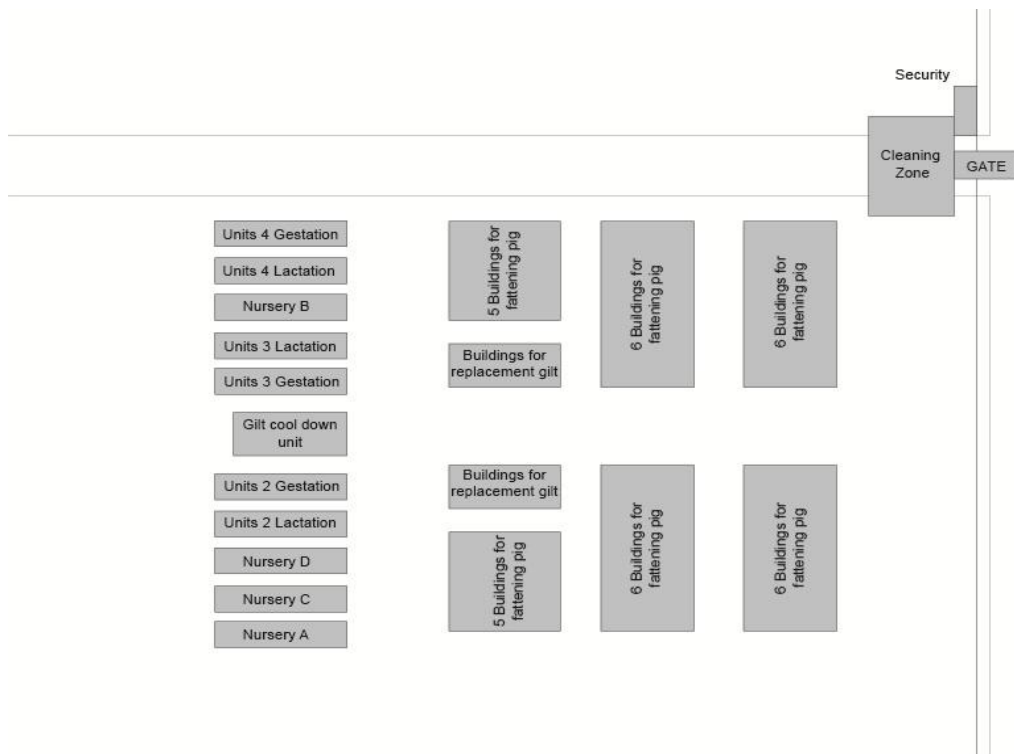 Security
Cleaning
Zone
GATE
Units 4 Gestation
Units 4 Lactation
Nursery B
Units 3 Lactation
Units 3 Gestation
Gilt cool down
unit
Units 2 Gestation
Units 2 Lactation
Nursery D
Nursery C
Nursery A
5 Buildings for
fattening pig
Buildings for
replacement gilt
Buildings for
replacement gilt
5 Buildings for
fattening pig
6 Buildings for
fattening pig
6 Buildings for
fattening pig
6 Buildings for
fattening pig
6 Buildings for
fattening pig